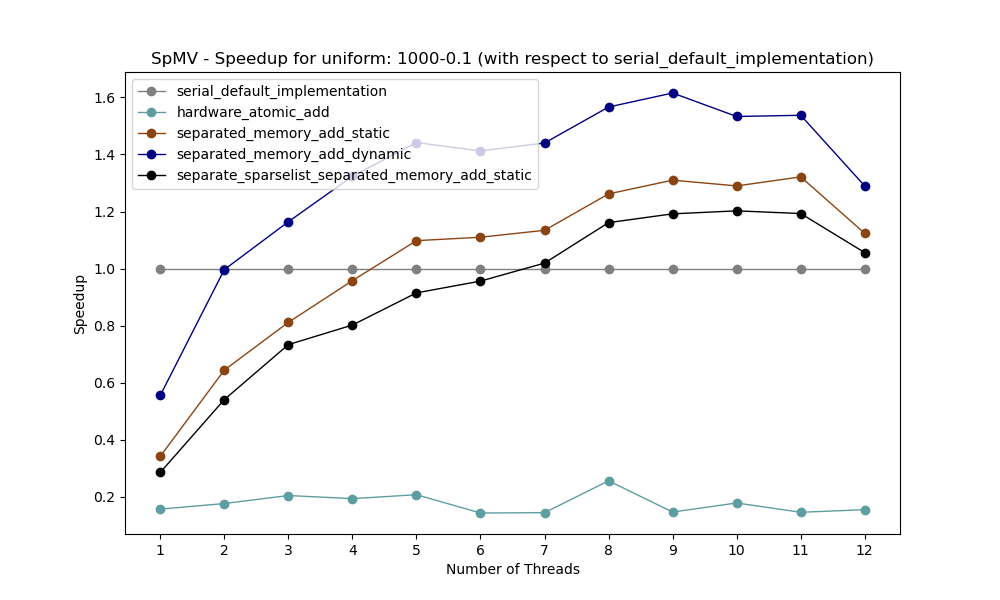 SpMV - Speedup for uniform: 1000-0.1 (with respect to serial_default_implementation)
serial_default_implementation
hardware_atomic_add
separated_memory_add_static
separated_memory_add_dynamic
separate_sparselist_separated_memory_add_static
Speedup
1.6
1.4
1.2
1.0
0.8
0.6
0.4
0.2
1 2 3 4 5 6 7 8 9 10 11 12
Number of Threads